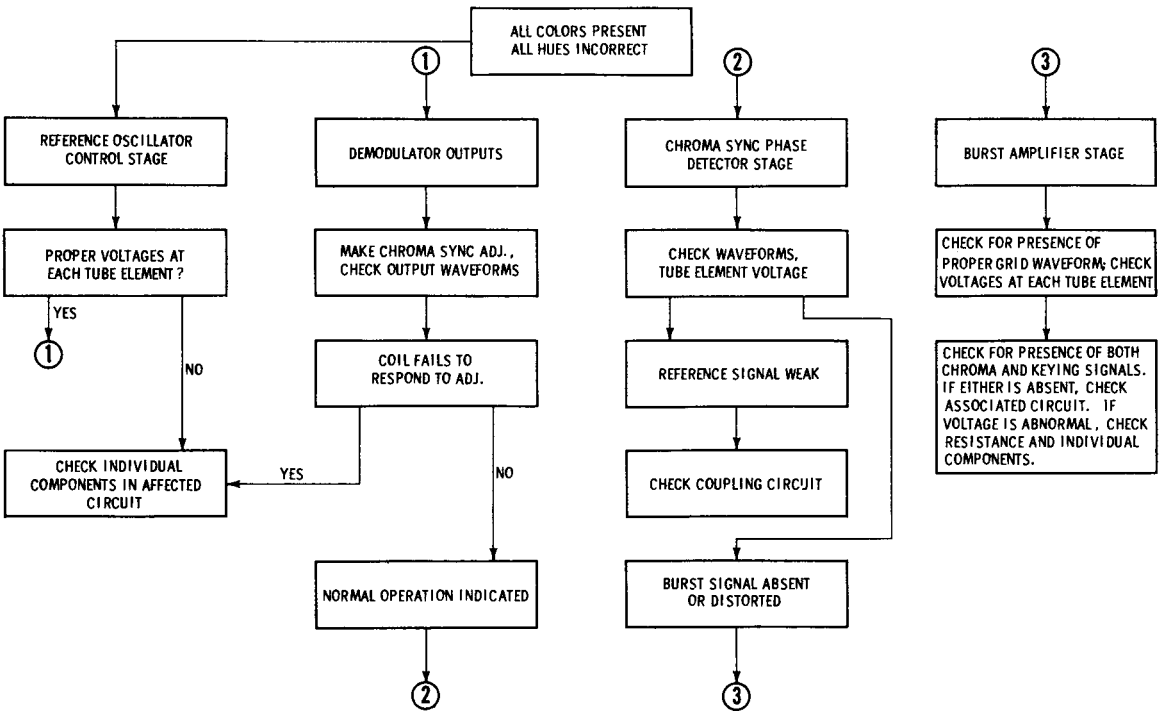 ALL COLORS PRESENT
ALL HUES INCORRECT
REFERENCE OSCILLATOR
CONTROL STAGE
PROPER VOLTAGES AT
EACH TUBE ELEMENT?
YES
1
NO
CHECK INDIVIDUAL
COMPONENTS IN AFFECTED
CIRCUIT
1
DEMODULATOR OUTPUTS
MAKE CHROMA SYNC ADJ.,
CHECK OUTPUT WAVEFORMS
COIL FAILS TO
RESPOND TO ADJ.
YES
NO
NORMAL OPERATION INDICATED
2
2
CHROMA SYNC PHASE
DETECTOR STAGE
CHECK WAVEFORMS,
TUBE ELEMENT VOLTAGE
REFERENCE SIGNAL WEAK
CHECK COUPLING CIRCUIT
BURST SIGNAL ABSENT
OR DISTORTED
3
3
BURST AMPLIFIER STAGE
CHECK FOR PRESENCE OF
PROPER GRID WAVEFORM; CHECK
VOLTAGES AT EACH TUBE ELEMENT
CHECK FOR PRESENCE OF BOTH
CHROMA AND KEYING SIGNALS.
IF EITHER IS ABSENT, CHECK
ASSOCIATED CIRCUIT. IF
VOLTAGE IS ABNORMAL, CHECK
RESISTANCE AND INDIVIDUAL
COMPONENTS.